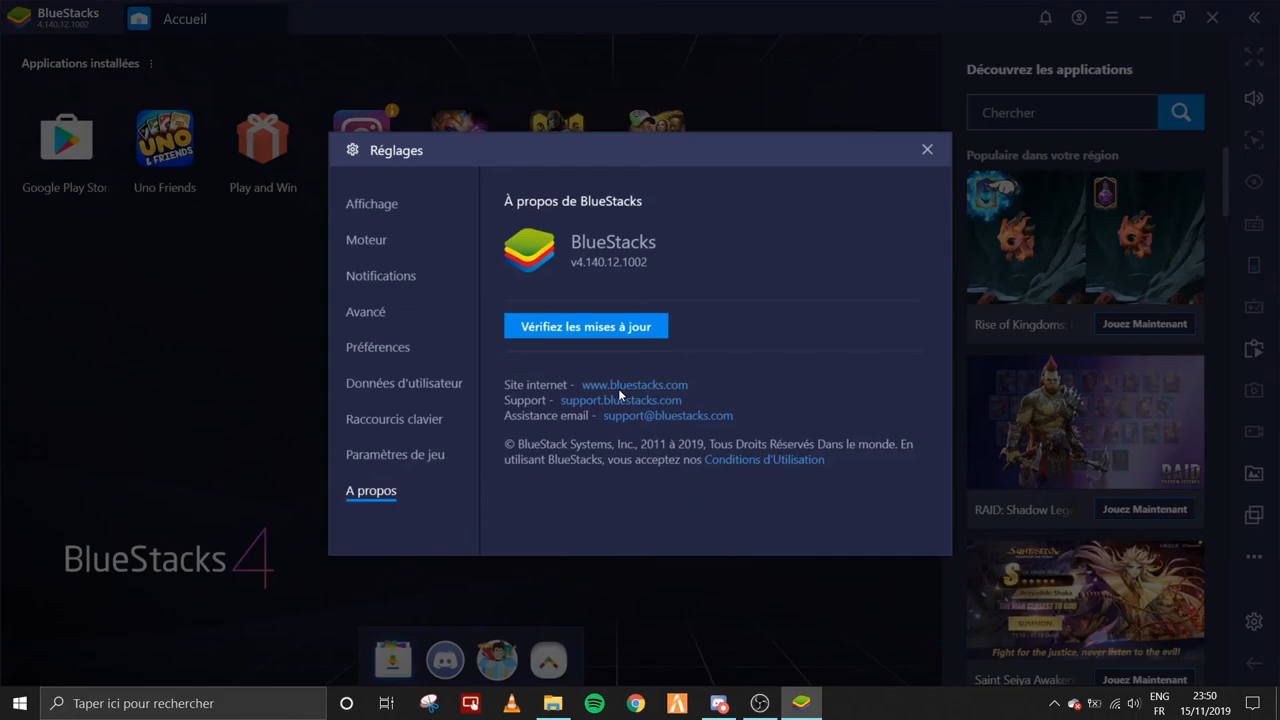 BlueStacks
4.140.12.1002
Accueil
Applications installées
Google Play Stor
Uno Friends
Play and Win
Réglages
Affichage
Moteur
Notifications
Avancé
Préférences
Données d'utilisateur
Raccourcis clavier
Paramètres de jeu
A propos
À propos de BlueStacks
BlueStacks
v4.140.12.1002
Vérifiez les mises à jour
Site internet - www.bluestacks.com
Support - support.bluestacks.com
Assistance email - support@bluestacks.com
© BlueStack Systems, Inc., 2011 à 2019, Tous Droits Réservés Dans le monde. En
utilisant BlueStacks, vous acceptez nos Conditions d'Utilisation
BlueStacks 4
Découvrez les applications
Chercher
Populaire dans votre région
Rise of Kingdoms:
Jouez Maintenant
RAID
RAID: Shadow Leg
Jouez Maintenant
SUMMON
Fight for the justice, never listen to the evil!
Saint Seiya Awaken
Jouez Maintenant
Taper ici pour rechercher
ENG
FR
23:50
15/11/2019